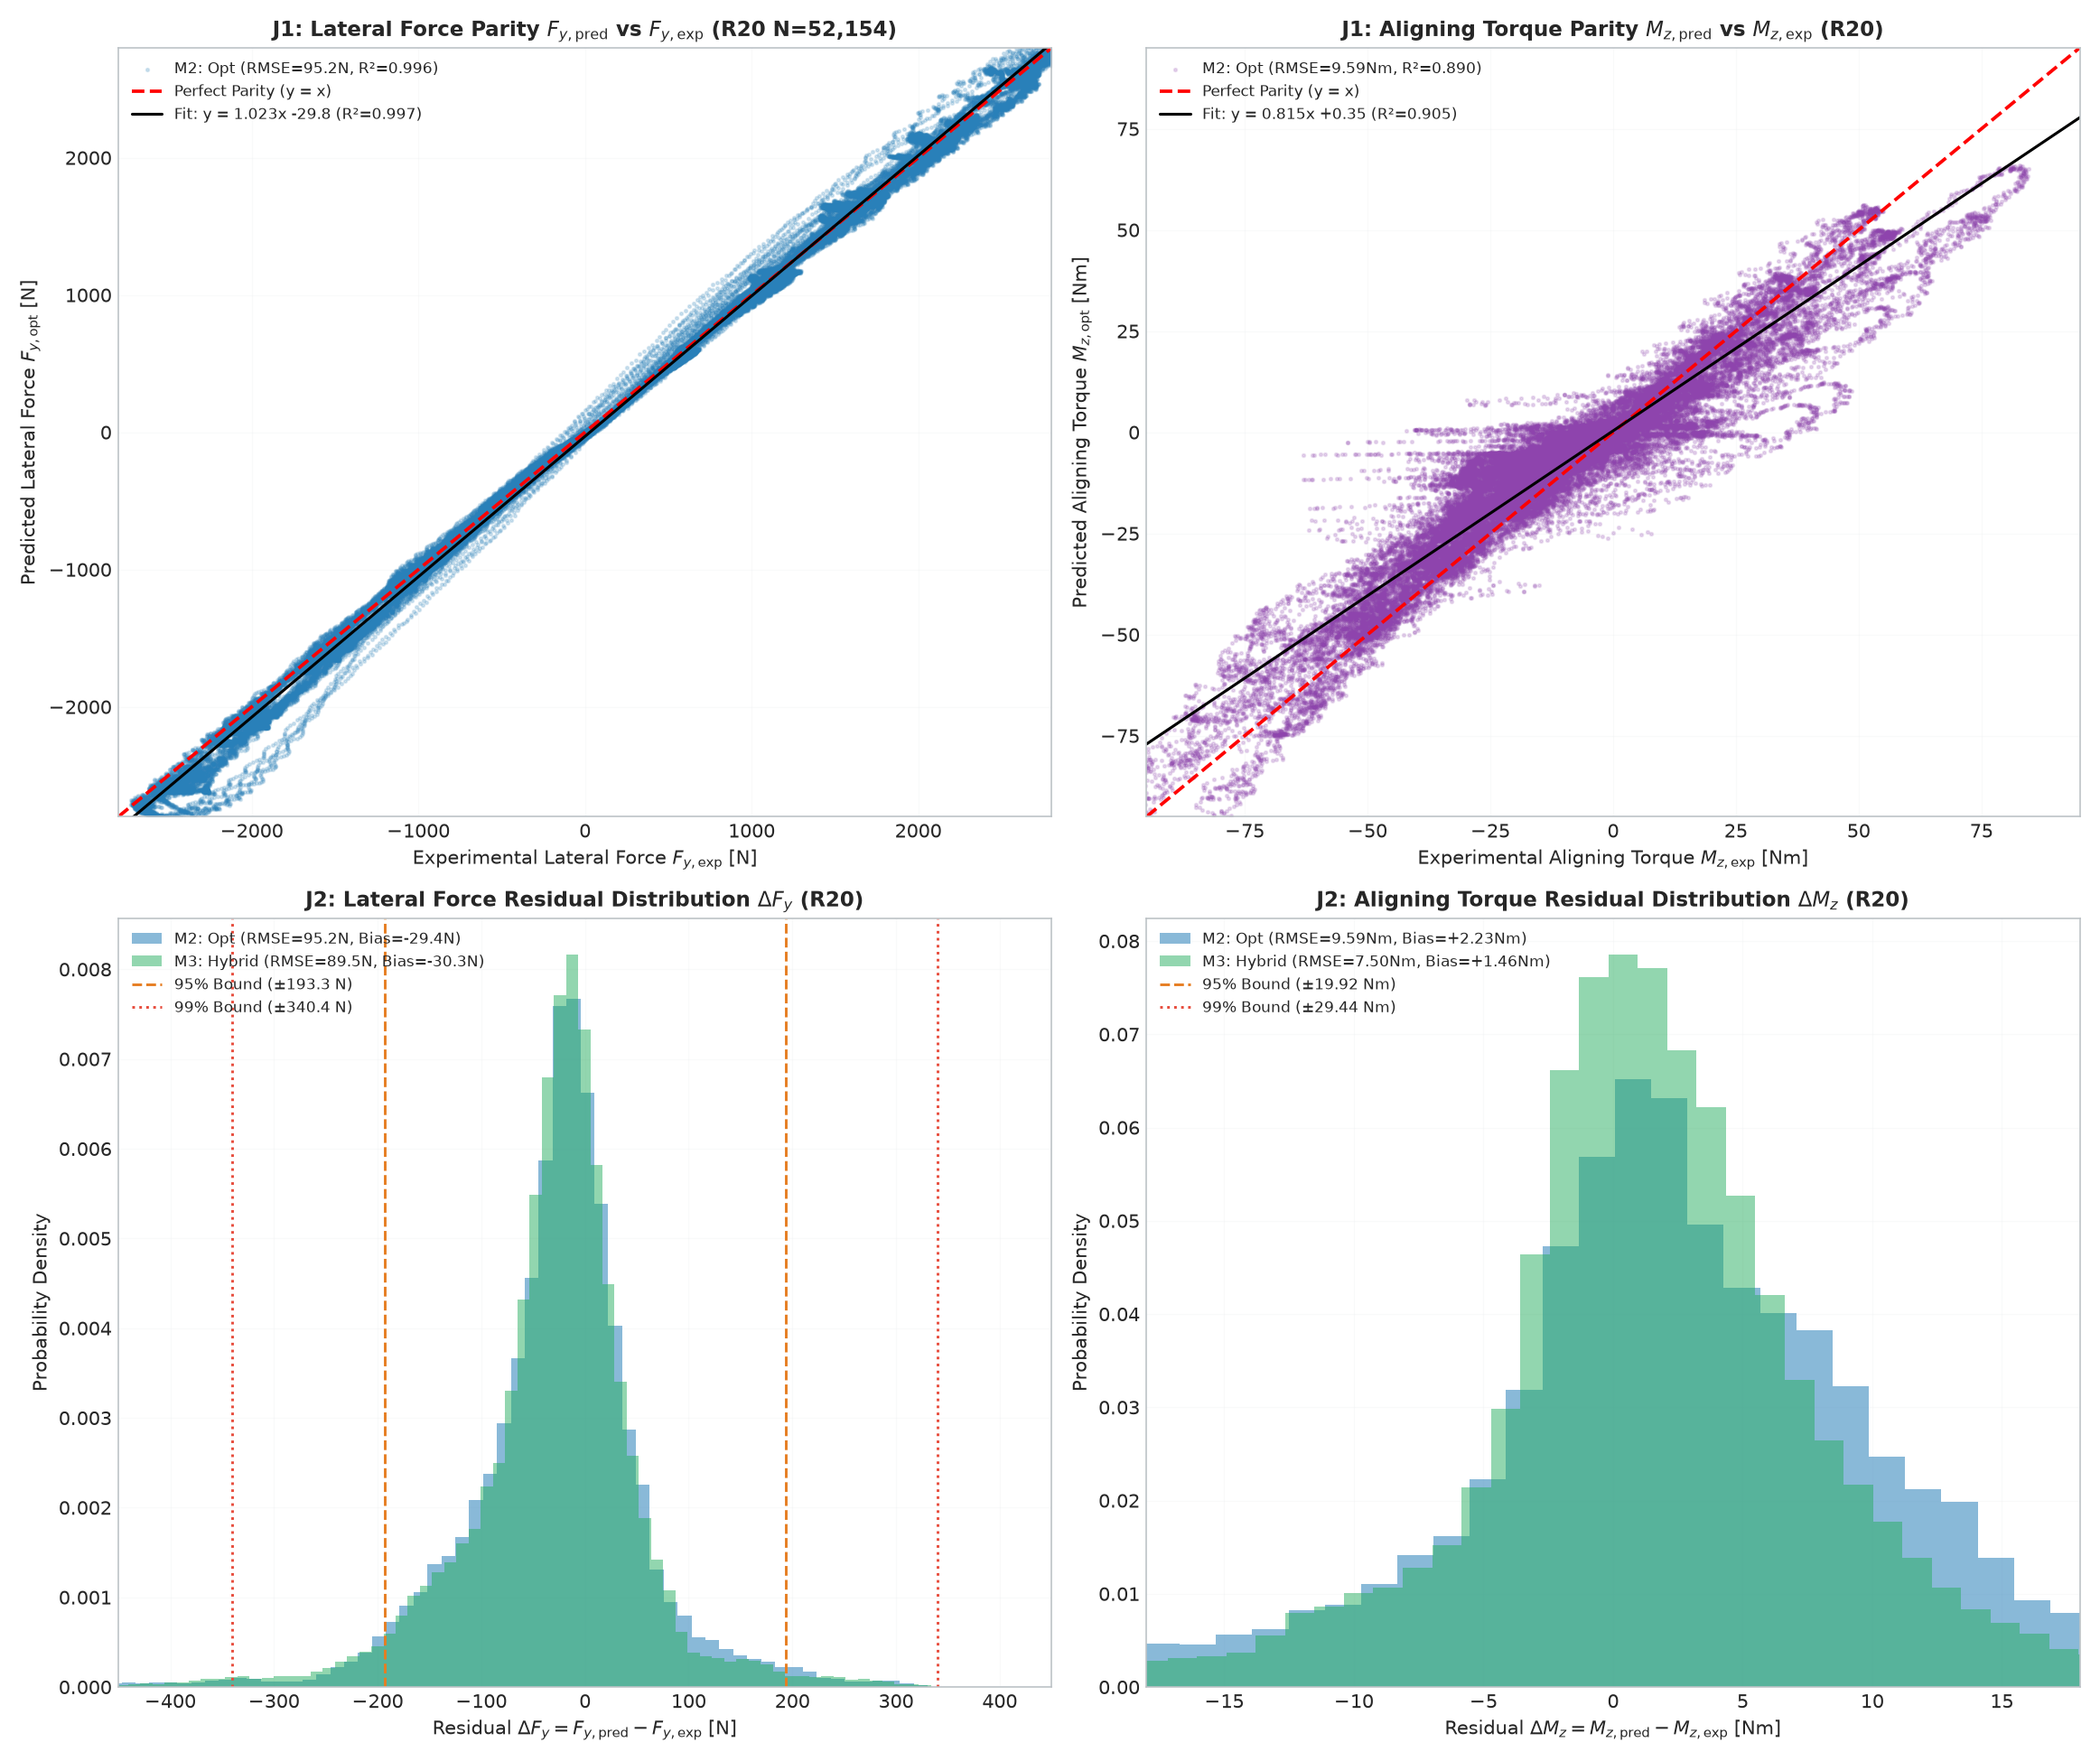 J1: Lateral Force Parity F_y,pred vs F_y,exp (R20 N=52,154)
M2: Opt (RMSE=95.2N, R²=0.996)
Perfect Parity (y = x)
Fit: y = 1.023x -29.8 (R²=0.997)
Predicted Lateral Force F_y,opt [N]
2000
1000
0
−1000
−2000
−2000
−1000
0
1000
2000
Experimental Lateral Force F_y,exp [N]
J1: Aligning Torque Parity M_z,pred vs M_z,exp (R20)
M2: Opt (RMSE=9.59Nm, R²=0.890)
Perfect Parity (y = x)
Fit: y = 0.815x +0.35 (R²=0.905)
Predicted Aligning Torque M_z,opt [Nm]
75
50
25
0
−25
−50
−75
−75
−50
−25
0
25
50
75
Experimental Aligning Torque M_z,exp [Nm]
J2: Lateral Force Residual Distribution ΔF_y (R20)
M2: Opt (RMSE=95.2N, Bias=-29.4N)
M3: Hybrid (RMSE=89.5N, Bias=-30.3N)
95% Bound (±193.3 N)
99% Bound (±340.4 N)
Probability Density
0.008
0.007
0.006
0.005
0.004
0.003
0.002
0.001
0.000
−400
−300
−200
−100
0
100
200
300
400
Residual ΔF_y = F_y,pred − F_y,exp [N]
J2: Aligning Torque Residual Distribution ΔM_z (R20)
M2: Opt (RMSE=9.59Nm, Bias=+2.23Nm)
M3: Hybrid (RMSE=7.50Nm, Bias=+1.46Nm)
95% Bound (±19.92 Nm)
99% Bound (±29.44 Nm)
Probability Density
0.08
0.07
0.06
0.05
0.04
0.03
0.02
0.01
0.00
−15
−10
−5
0
5
10
15
Residual ΔM_z = M_z,pred − M_z,exp [Nm]